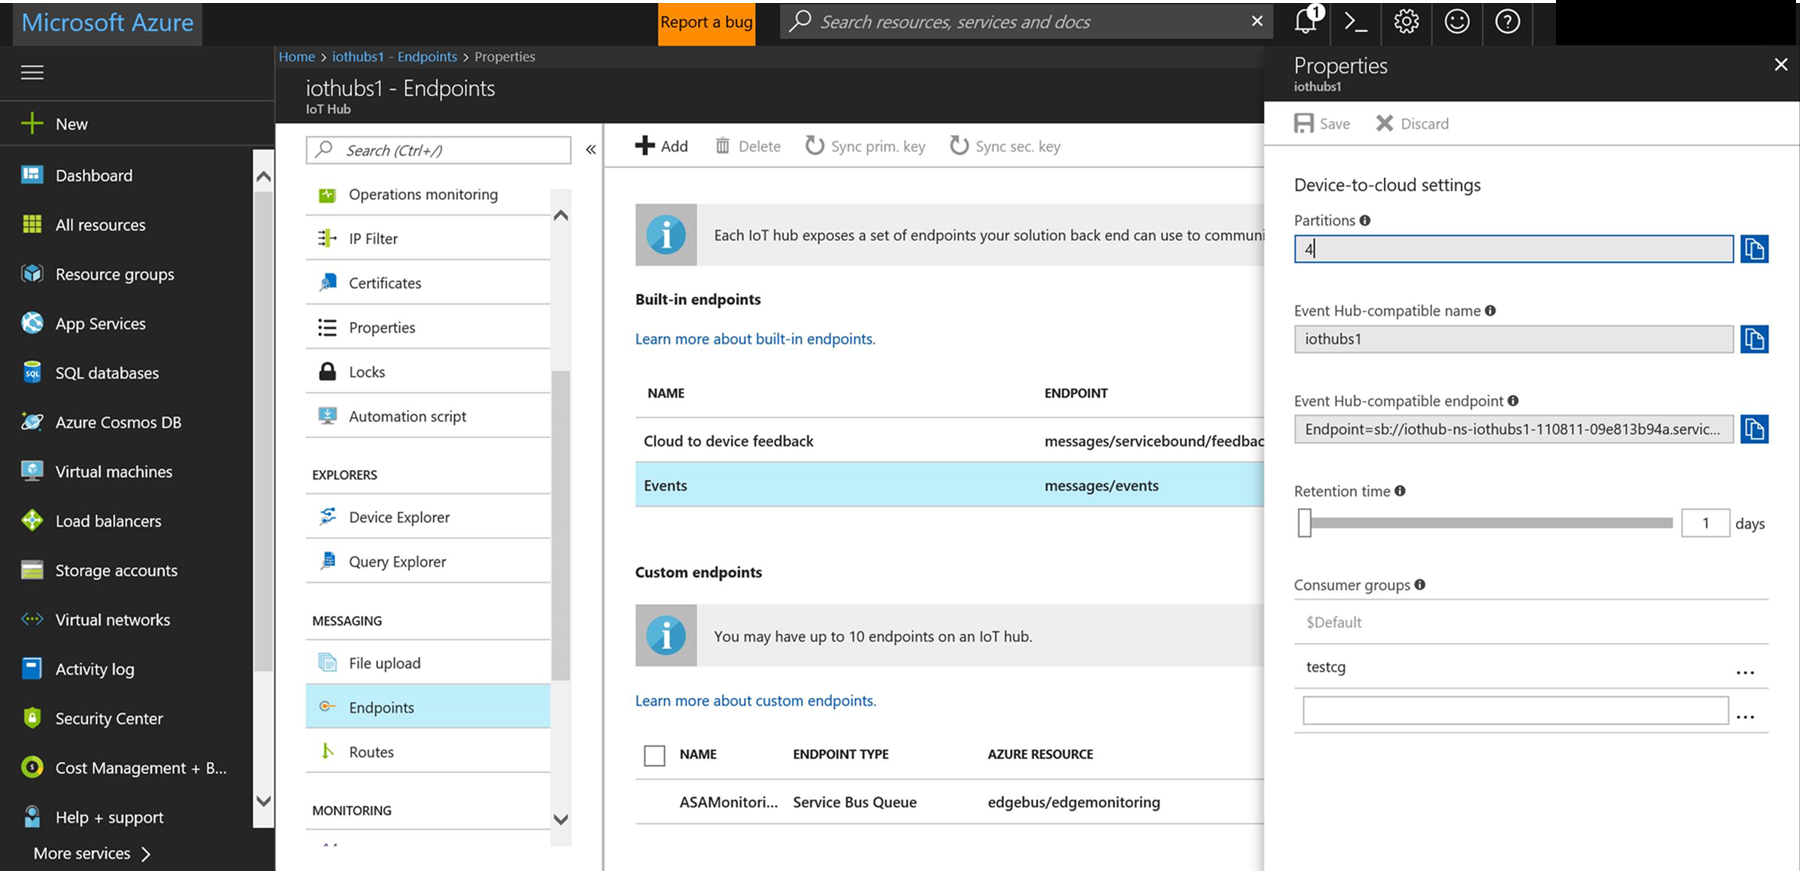 Microsoft Azure
Report a bug
Search resources, services and docs
1
New
Dashboard
All resources
Resource groups
App Services
SQL databases
Azure Cosmos DB
Virtual machines
Load balancers
Storage accounts
Virtual networks
Activity log
Security Center
Cost Management + B...
Help + support
More services
Home > iothubs1 - Endpoints > Properties
iothubs1 - Endpoints
IoT Hub
Search (Ctrl+/)
«
Operations monitoring
IP Filter
Certificates
Properties
Locks
Automation script
EXPLORERS
Device Explorer
Query Explorer
MESSAGING
File upload
Endpoints
Routes
MONITORING
Add Delete Sync prim. key Sync sec. key
Each IoT hub exposes a set of endpoints your solution back end can use to communi
Built-in endpoints
Learn more about built-in endpoints.
NAME ENDPOINT
Cloud to device feedback messages/servicebound/feedbac
Events messages/events
Custom endpoints
You may have up to 10 endpoints on an IoT hub.
Learn more about custom endpoints.
NAME ENDPOINT TYPE AZURE RESOURCE
ASAMonitori... Service Bus Queue edgebus/edgemonitoring
Properties
iothubs1
Save Discard
Device-to-cloud settings
Partitions
4
Event Hub-compatible name
iothubs1
Event Hub-compatible endpoint
Endpoint=sb://iothub-ns-iothubs1-110811-09e813b94a.servic...
Retention time
1 days
Consumer groups
$Default
testcg ...
...